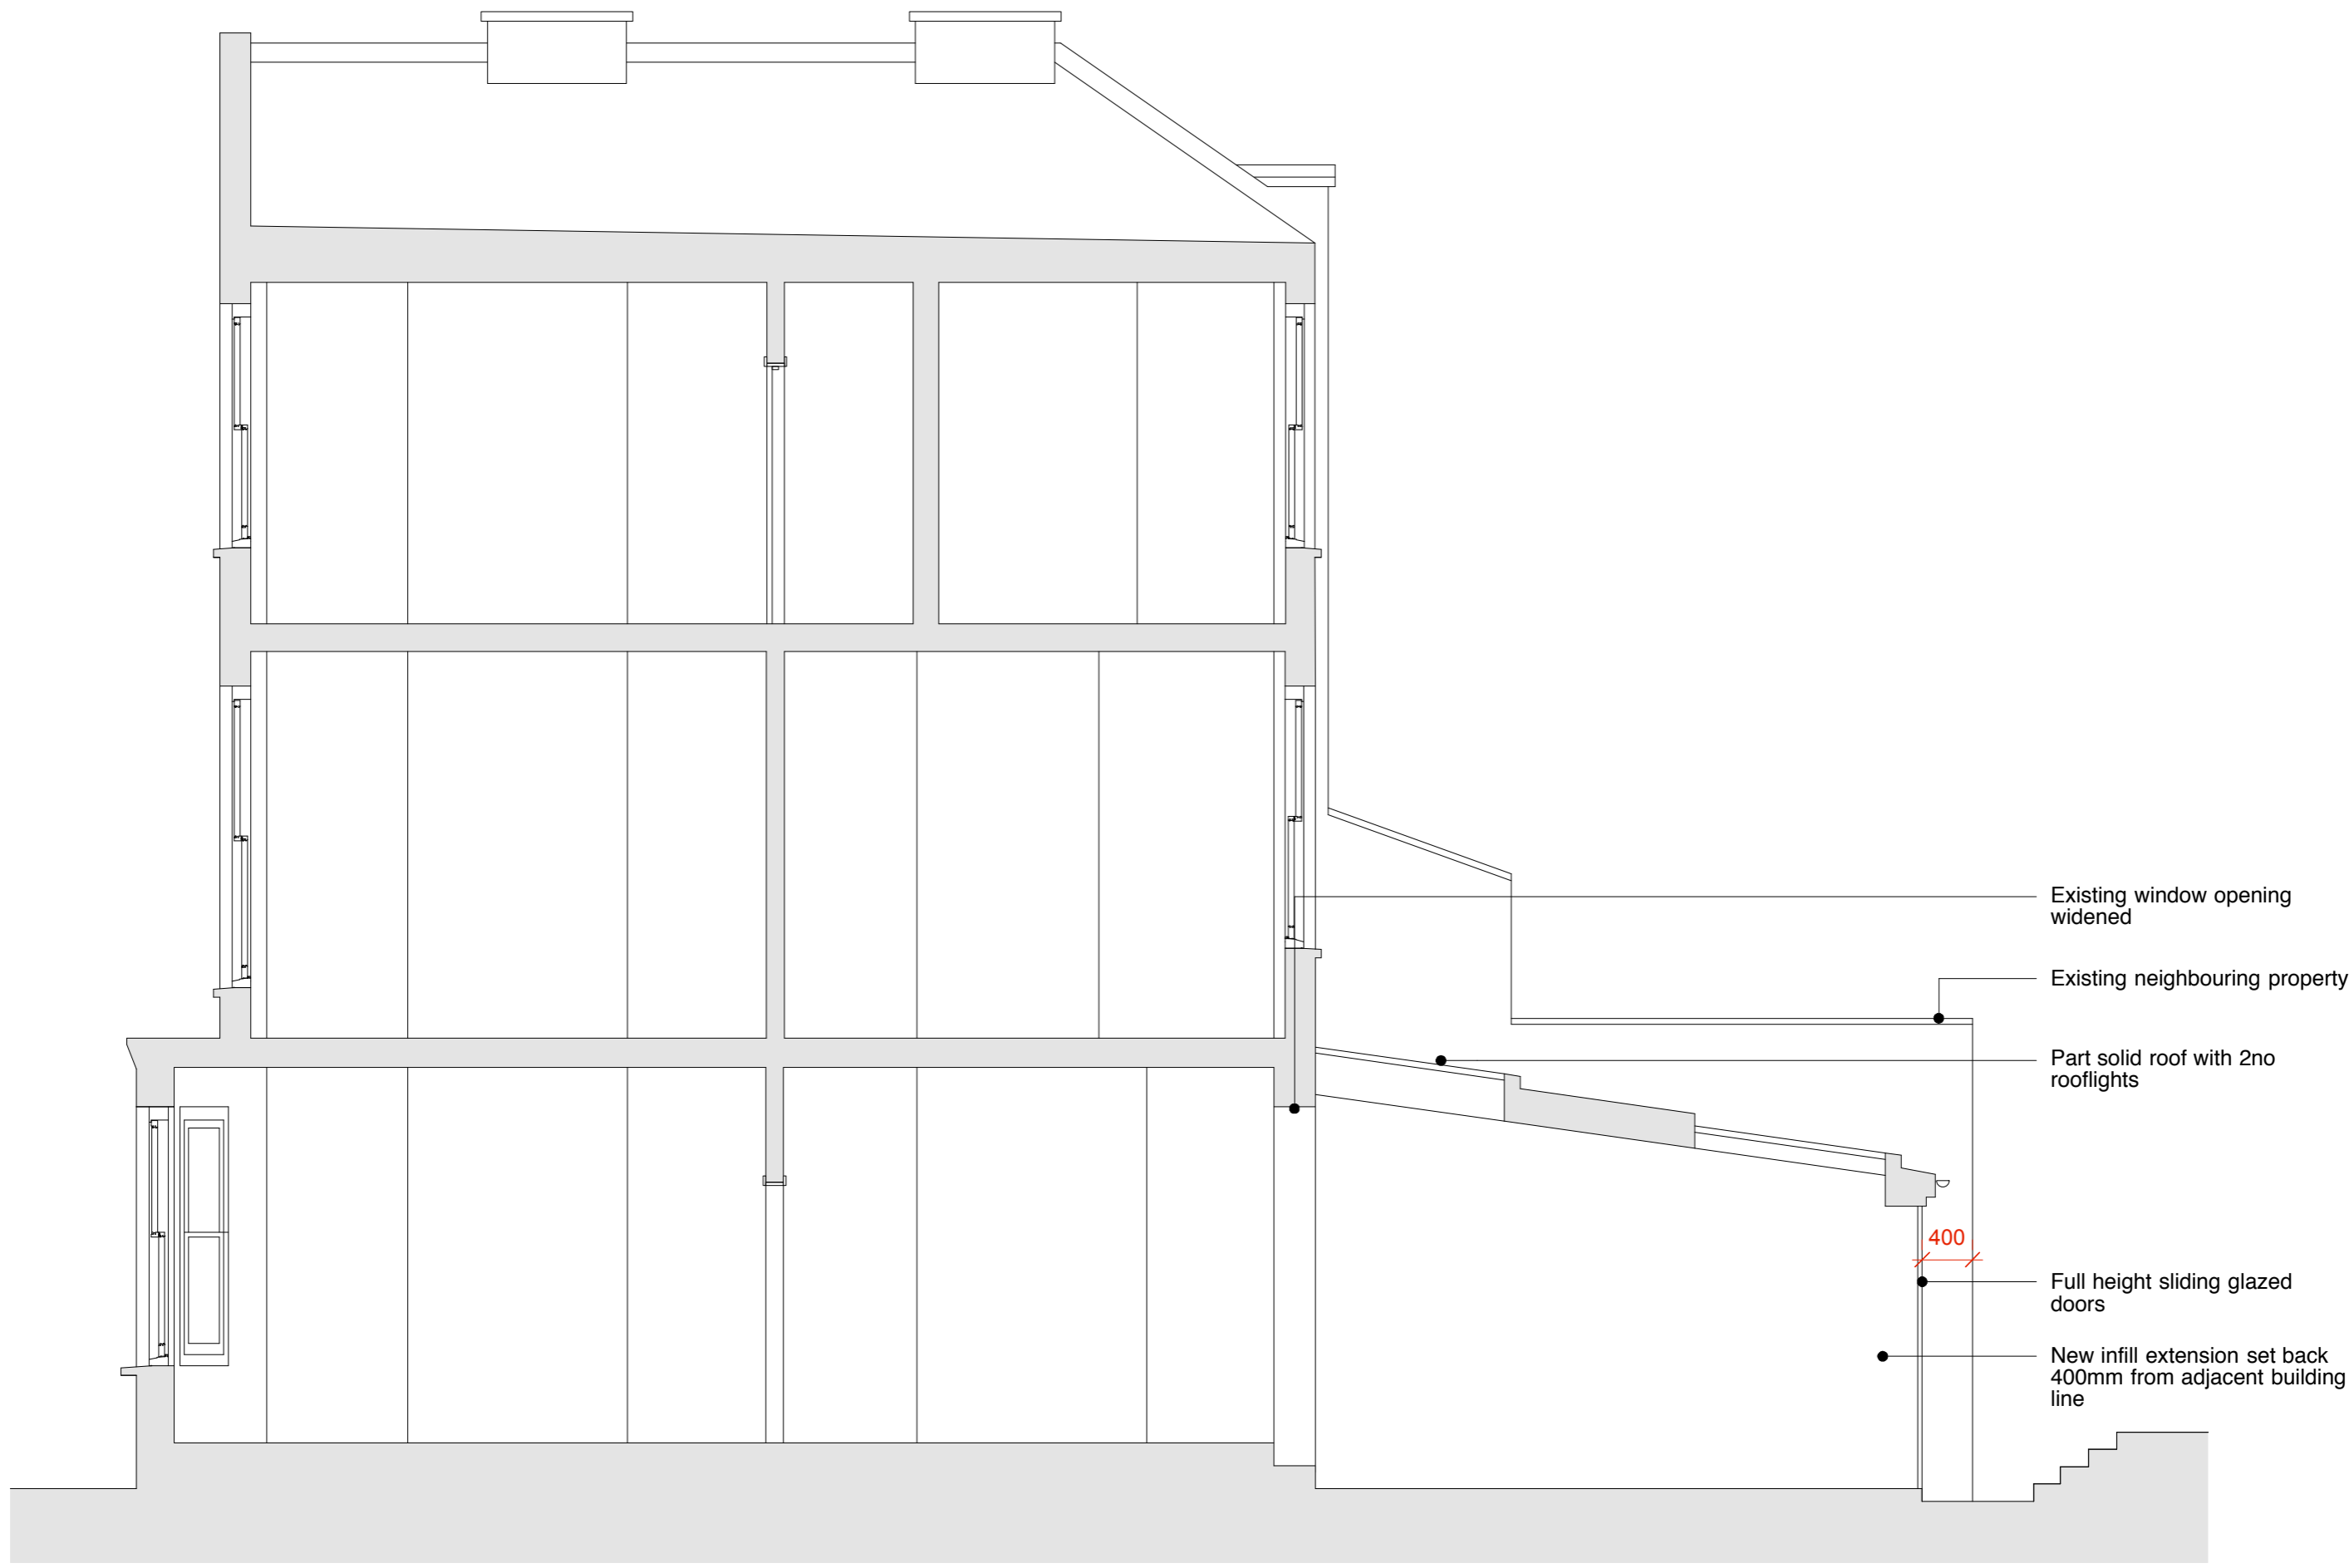 Existing window opening
widened
Existing neighbouring property
Part solid roof with 2no
rooflights
400
Full height sliding glazed
doors
New infill extension set back
400mm from adjacent building
line